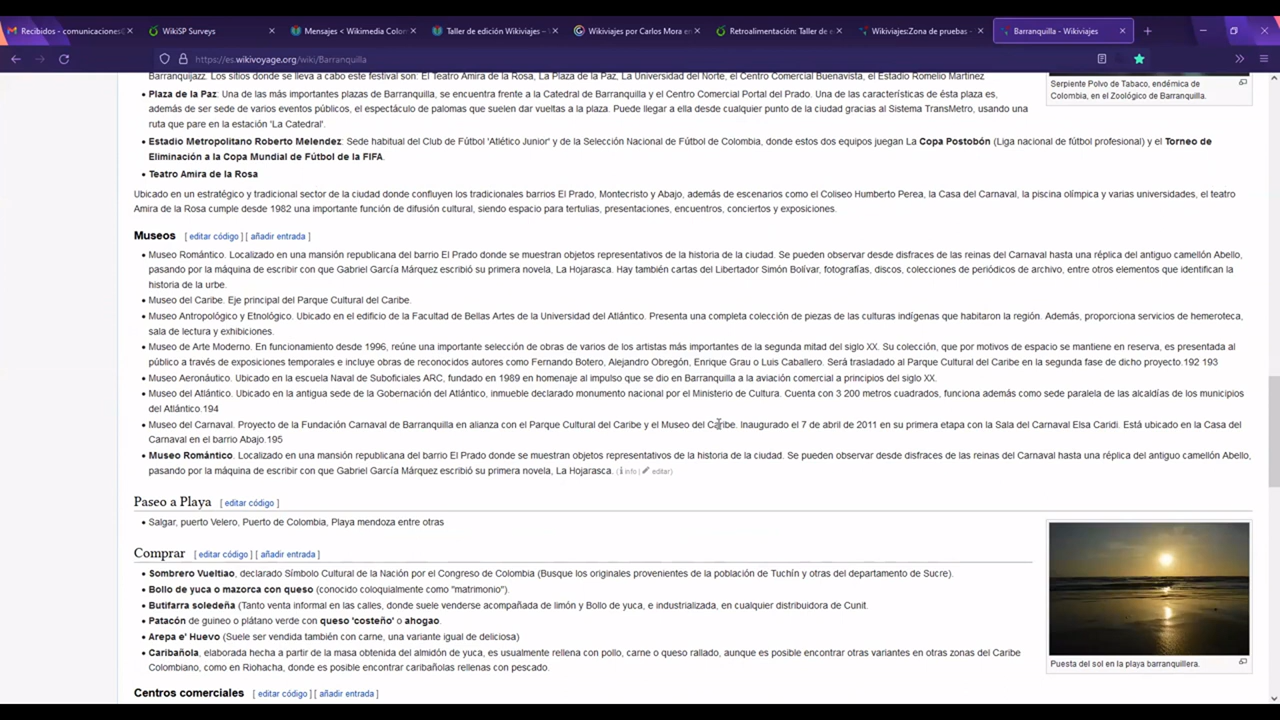 Recibidos - comunicaciones
WikiSP Surveys
Mensajes < Wikimedia Colom
Taller de edición Wikiviajes –
Wikiviajes por Carlos Mora en
Retroalimentación: Taller de e
Wikiviajes:Zona de pruebas -
Barranquilla - Wikiviajes
https://es.wikivoyage.org/wiki/Barranquilla
Barranquijazz. Los sitios donde se lleva a cabo este festival son: El Teatro Amira de la Rosa, La Plaza de la Paz, La Universidad del Norte, el Centro Comercial Buenavista, el Estadio Romelio Martinez
Plaza de la Paz: Una de las más importantes plazas de Barranquilla, se encuentra frente a la Catedral de Barranquilla y el Centro Comercial Portal del Prado. Una de las características de ésta plaza es,
además de ser sede de varios eventos públicos, el espectáculo de palomas que suelen dar vueltas a la plaza. Puede llegar a ella desde cualquier punto de la ciudad gracias al Sistema TransMetro, usando una
ruta que pare en la estación 'La Catedral'.
Estadio Metropolitano Roberto Melendez: Sede habitual del Club de Fútbol 'Atlético Junior' y de la Selección Nacional de Fútbol de Colombia, donde estos dos equipos juegan La Copa Postobón (Liga nacional de fútbol profesional) y el Torneo de
Eliminación a la Copa Mundial de Fútbol de la FIFA.
Teatro Amira de la Rosa
Serpiente Polvo de Tabaco, endémica de
Colombia, en el Zoológico de Barranquilla.
Ubicado en un estratégico y tradicional sector de la ciudad donde confluyen los tradicionales barrios El Prado, Montecristo y Abajo, además de escenarios como el Coliseo Humberto Perea, la Casa del Carnaval, la piscina olímpica y varias universidades, el teatro
Amira de la Rosa cumple desde 1982 una importante función de difusión cultural, siendo espacio para tertulias, presentaciones, encuentros, conciertos y exposiciones.
Museos [ editar código ] [ añadir entrada ]
Museo Romántico. Localizado en una mansión republicana del barrio El Prado donde se muestran objetos representativos de la historia de la ciudad. Se pueden observar desde disfraces de las reinas del Carnaval hasta una réplica del antiguo camellón Abello,
pasando por la máquina de escribir con que Gabriel García Márquez escribió su primera novela, La Hojarasca. Hay también cartas del Libertador Simón Bolívar, fotografías, discos, colecciones de periódicos de archivo, entre otros elementos que identifican la
historia de la urbe.
Museo del Caribe. Eje principal del Parque Cultural del Caribe.
Museo Antropológico y Etnológico. Ubicado en el edificio de la Facultad de Bellas Artes de la Universidad del Atlántico. Presenta una completa colección de piezas de las culturas indígenas que habitaron la región. Además, proporciona servicios de hemeroteca,
sala de lectura y exhibiciones.
Museo de Arte Moderno. En funcionamiento desde 1996, reúne una importante selección de obras de varios de los artistas más importantes de la segunda mitad del siglo XX. Su colección, que por motivos de espacio se mantiene en reserva, es presentada al
público a través de exposiciones temporales e incluye obras de reconocidos autores como Fernando Botero, Alejandro Obregón, Enrique Grau o Luis Caballero. Será trasladado al Parque Cultural del Caribe en la segunda fase de dicho proyecto.192 193
Museo Aeronáutico. Ubicado en la escuela Naval de Suboficiales ARC, fundado en 1989 en homenaje al impulso que se dio en Barranquilla a la aviación comercial a principios del siglo XX.
Museo del Atlántico. Ubicado en la antigua sede de la Gobernación del Atlántico, inmueble declarado monumento nacional por el Ministerio de Cultura. Cuenta con 3 200 metros cuadrados, funciona además como sede paralela de las alcaldías de los municipios
del Atlántico.194
Museo del Carnaval. Proyecto de la Fundación Carnaval de Barranquilla en alianza con el Parque Cultural del Caribe y el Museo del Caribe. Inaugurado el 7 de abril de 2011 en su primera etapa con la Sala del Carnaval Elsa Caridi. Está ubicado en la Casa del
Carnaval en el barrio Abajo.195
Museo Romántico. Localizado en una mansión republicana del barrio El Prado donde se muestran objetos representativos de la historia de la ciudad. Se pueden observar desde disfraces de las reinas del Carnaval hasta una réplica del antiguo camellón Abello,
pasando por la máquina de escribir con que Gabriel García Márquez escribió su primera novela, La Hojarasca. ( info | editar)
Paseo a Playa [ editar código ]
Salgar, puerto Velero, Puerto de Colombia, Playa mendoza entre otras
Comprar [ editar código ] [ añadir entrada ]
Sombrero Vueltiao, declarado Símbolo Cultural de la Nación por el Congreso de Colombia (Busque los originales provenientes de la población de Tuchín y otras del departamento de Sucre).
Bollo de yuca o mazorca con queso (conocido coloquialmente como "matrimonio").
Butifarra soledeña (Tanto venta informal en las calles, donde suele venderse acompañada de limón y Bollo de yuca, e industrializada, en cualquier distribuidora de Cunit.
Patacón de guineo o plátano verde con queso 'costeño' o ahogao.
Arepa e' Huevo (Suele ser vendida también con carne, una variante igual de deliciosa)
Caribañola, elaborada hecha a partir de la masa obtenida del almidón de yuca, es usualmente rellena con pollo, carne o queso rallado, aunque es posible encontrar otras variantes en otras zonas del Caribe
Colombiano, como en Riohacha, donde es posible encontrar caribañolas rellenas con pescado.
Puesta del sol en la playa barranquillera.
Centros comerciales [ editar código ] [ añadir entrada ]